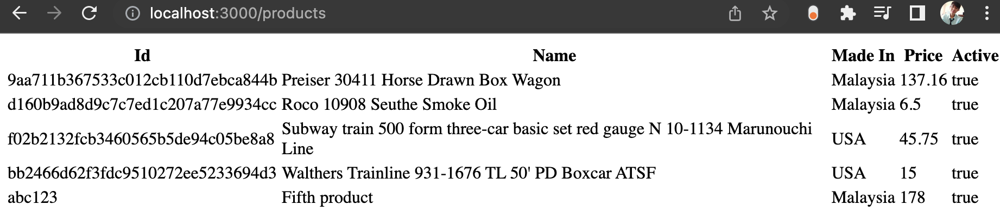 localhost:3000/products
Id Name Made In Price Active
9aa711b367533c012cb110d7ebca844b Preiser 30411 Horse Drawn Box Wagon Malaysia 137.16 true
d160b9ad8d9c7c7ed1c207a77e9934cc Roco 10908 Seuthe Smoke Oil Malaysia 6.5 true
f02b2132fcb3460565b5de94c05be8a8 Subway train 500 form three-car basic set red gauge N 10-1134 Marunouchi
Line USA 45.75 true
bb2466d62f3fdc9510272ee5233694d3 Walthers Trainline 931-1676 TL 50' PD Boxcar ATSF USA 15 true
abc123 Fifth product Malaysia 178 true